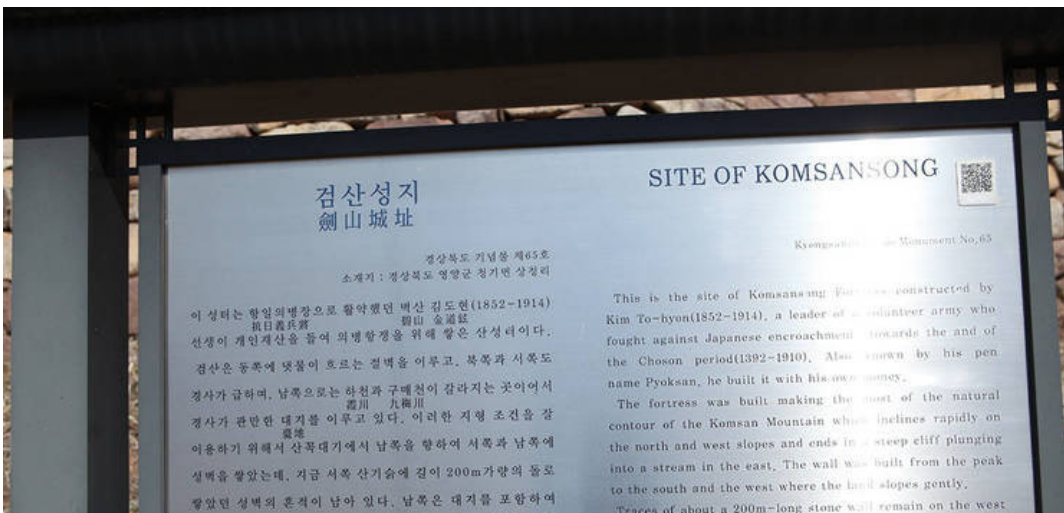 검산성지
劍山城址
경상북도 기념물 제65호
소재지 : 경상북도 영양군 청기면 상청리
이 성터는 항일의병장으로 활약했던 벽산 김도현(1852-1914)
抗日義兵將 碧山 金道鉉
선생이 개인재산을 들여 의병항쟁을 위해 쌓은 산성터이다.
검산은 동쪽에 냇물이 흐르는 절벽을 이루고, 북쪽과 서쪽도
경사가 급하며, 남쪽으로는 하천과 구매천이 갈라지는 곳이어서
霞川 九梅川
경사가 완만한 대지를 이루고 있다. 이러한 지형 조건을 잘
臺地
이용하기 위해서 산꼭대기에서 남쪽을 향하여 서쪽과 남쪽에
성벽을 쌓았는데, 지금 서쪽 산기슭에 길이 200m가량의 돌로
쌓았던 성벽의 흔적이 남아 있다. 남쪽은 대지를 포함하여
SITE OF KOMSANSONG
Monument No.65
This is the site of Komsansong constructed by
Kim To-hyon(1852-1914), a leader of a volunteer army who
fought against Japanese encroachment towards the and of
the Choson period(1392-1910). Also known by his pen
name Pyoksan, he built it with his own money.
The fortress was built making the most of the natural
contour of the Komsan Mountain which inclines rapidly on
the north and west slopes and ends in a steep cliff plunging
into a stream in the east. The wall was built from the peak
to the south and the west where the land slopes gently.
Traces of about a 200m-long stone wall remain on the west